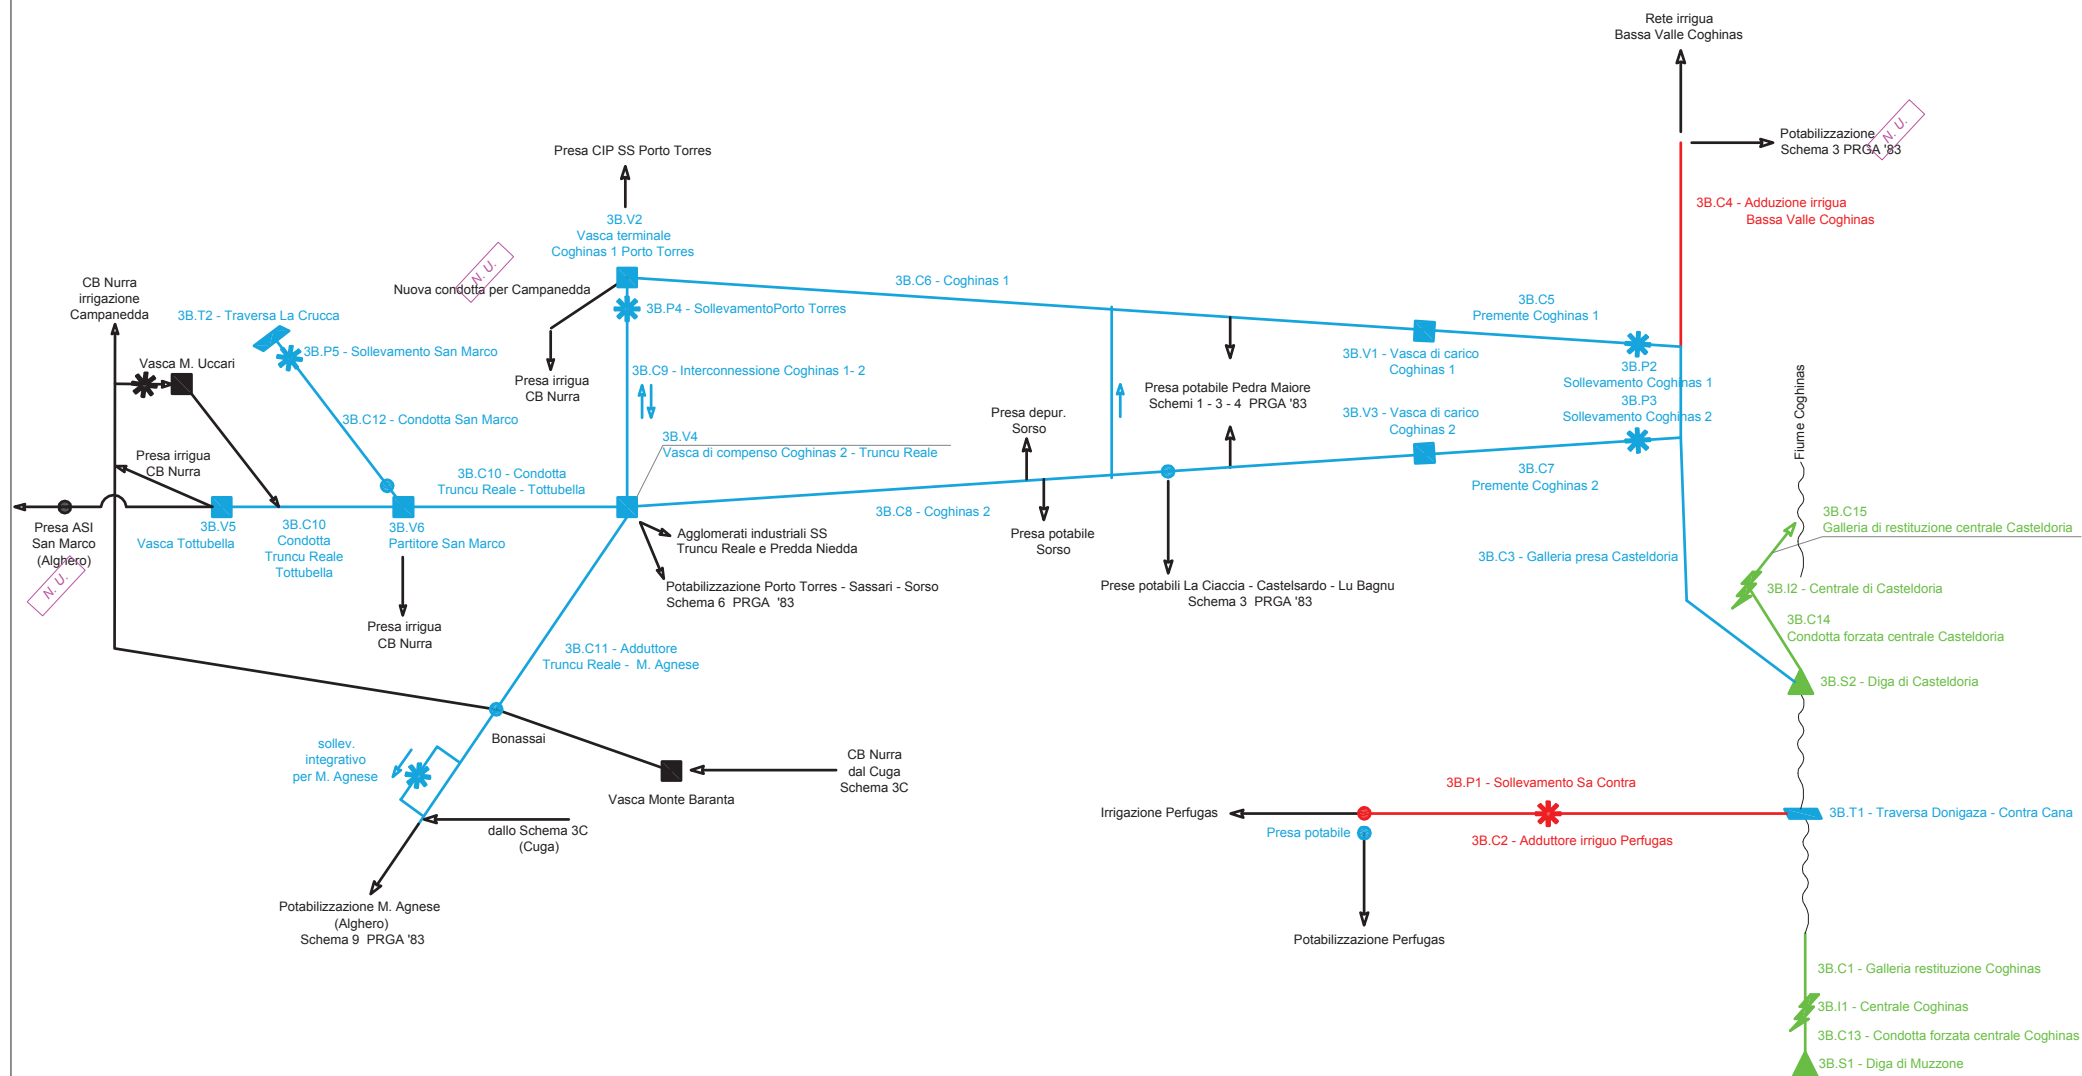 Rete irrigua
Bassa Valle Coghinas
Potabilizzazione
Schema 3 PRGA '83
N. U.
3B.C4 - Adduzione irrigua
Bassa Valle Coghinas
Presa CIP SS Porto Torres
3B.V2
Vasca terminale
Coghinas 1 Porto Torres
N. U.
Nuova condotta per Campanedda
3B.C6 - Coghinas 1
3B.P4 - SollevamentoPorto Torres
3B.C5
Premente Coghinas 1
3B.V1 - Vasca di carico
Coghinas 1
3B.P2
Sollevamento Coghinas 1
3B.P3
Sollevamento Coghinas 2
CB Nurra
irrigazione
Campanedda
3B.T2 - Traversa La Crucca
3B.P5 - Sollevamento San Marco
Vasca M. Uccari
3B.C12 - Condotta San Marco
Presa irrigua
CB Nurra
3B.C9 - Interconnessione Coghinas 1- 2
Presa potabile Pedra Maiore
Schemi 1 - 3 - 4  PRGA '83
Presa depur.
Sorso
3B.V3 - Vasca di carico
Coghinas 2
Fiume Coghinas
3B.V4
Vasca di compenso Coghinas 2 - Truncu Reale
Presa irrigua
CB Nurra
3B.C10 - Condotta
Truncu Reale - Tottubella
3B.C7
Premente Coghinas 2
3B.C8 - Coghinas 2
Presa ASI
San Marco
(Alghero)
N. U.
3B.V5
Vasca Tottubella
3B.C10
Condotta
Truncu Reale
Tottubella
3B.V6
Partitore San Marco
Agglomerati industriali SS
Truncu Reale e Predda Niedda
Presa potabile
Sorso
3B.C15
Galleria di restituzione centrale Casteldoria
3B.C3 - Galleria presa Casteldoria
Potabilizzazione Porto Torres - Sassari - Sorso
Schema 6  PRGA  '83
Prese potabili La Ciaccia - Castelsardo - Lu Bagnu
Schema 3  PRGA '83
3B.I2 - Centrale di Casteldoria
3B.C14
Condotta forzata centrale Casteldoria
Presa irrigua
CB Nurra
3B.C11 - Adduttore
Truncu Reale -  M. Agnese
3B.S2 - Diga di Casteldoria
Bonassai
sollev.
integrativo
per M. Agnese
CB Nurra
dal Cuga
Schema 3C
Vasca Monte Baranta
3B.P1 - Sollevamento Sa Contra
Irrigazione Perfugas
3B.T1 - Traversa Donigaza - Contra Cana
dallo Schema 3C
(Cuga)
Presa potabile
3B.C2 - Adduttore irriguo Perfugas
Potabilizzazione M. Agnese
(Alghero)
Schema 9  PRGA '83
Potabilizzazione Perfugas
3B.C1 - Galleria restituzione Coghinas
3B.I1 - Centrale Coghinas
3B.C13 - Condotta forzata centrale Coghinas
3B.S1 - Diga di Muzzone